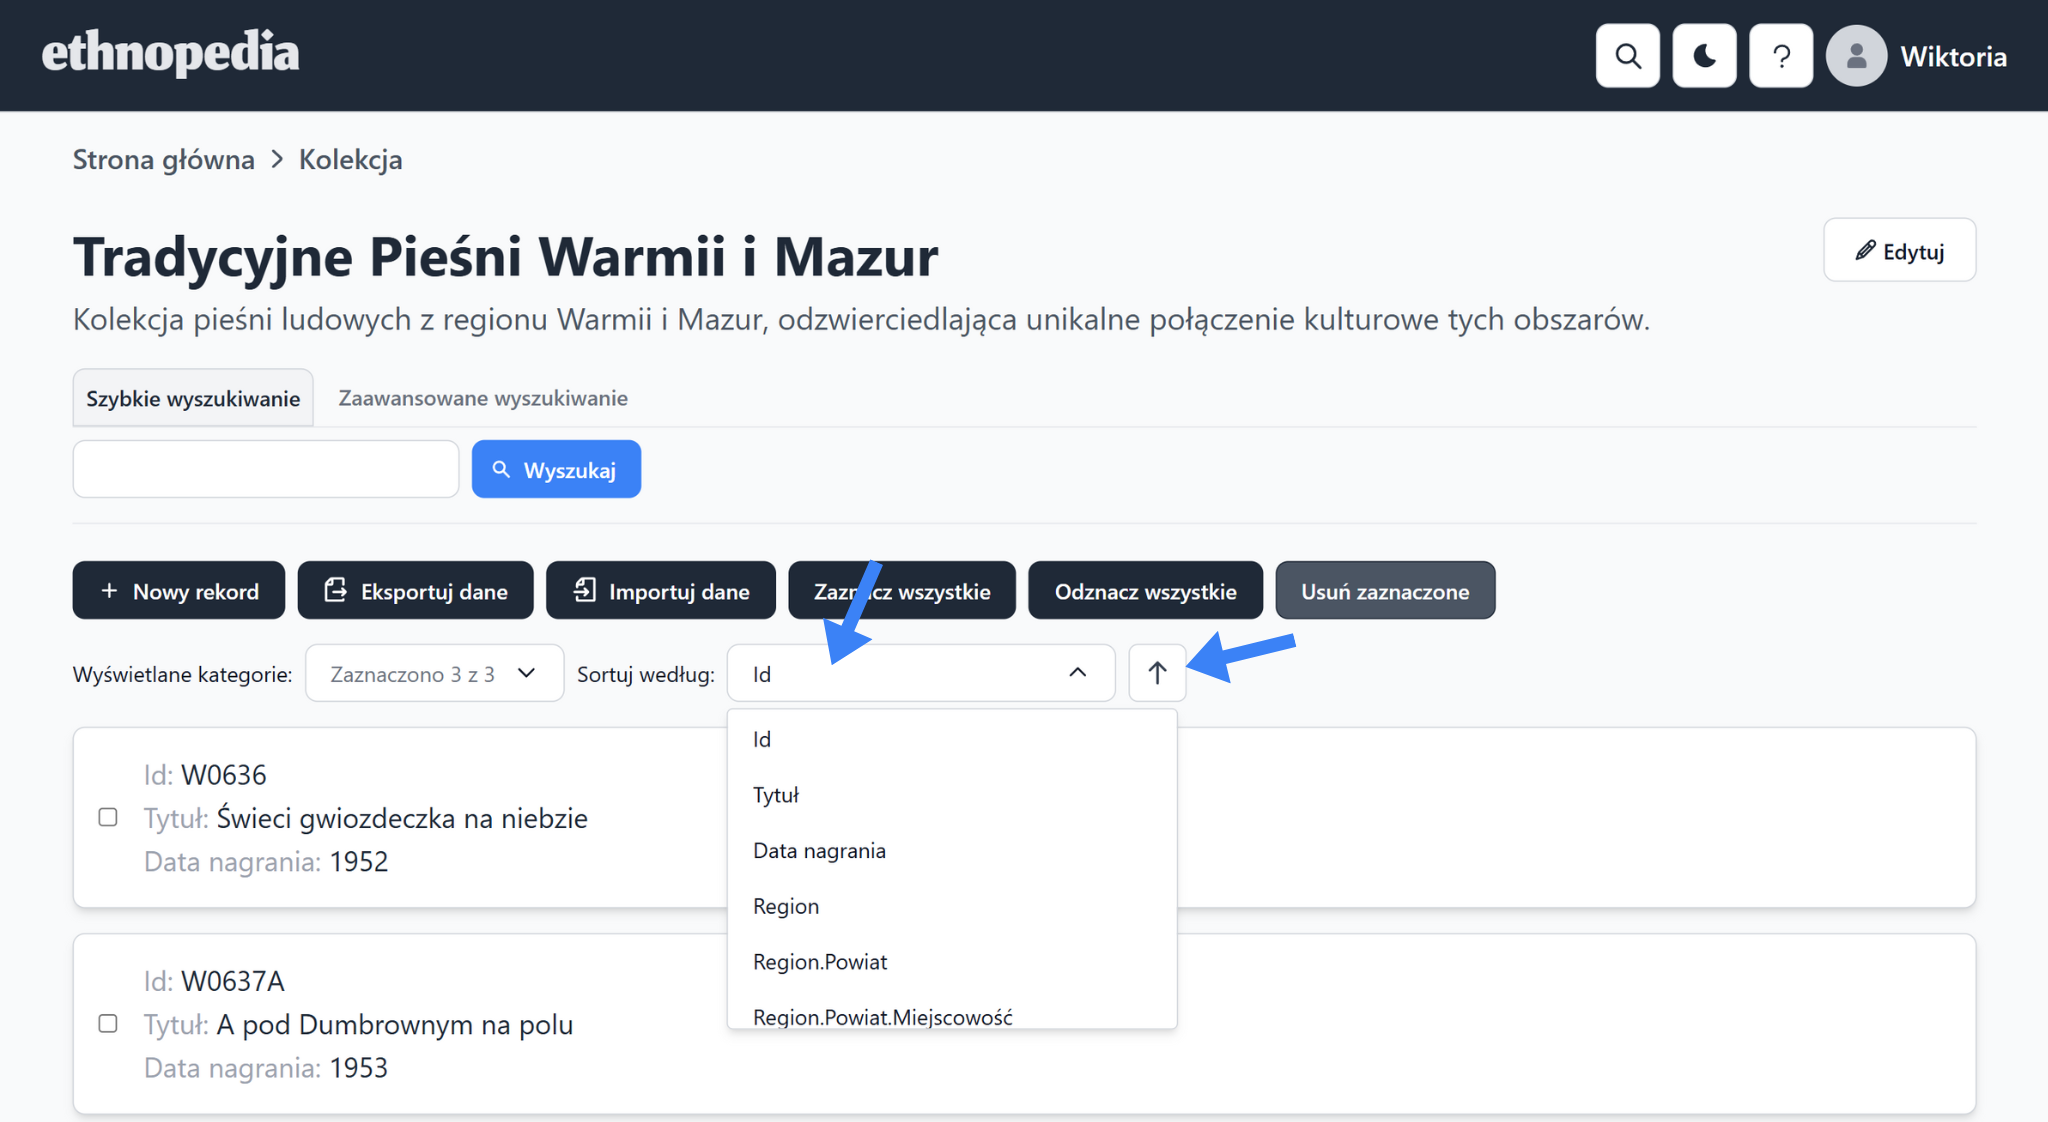 ethnopedia
? Wiktoria
Strona główna > Kolekcja
Tradycyjne Pieśni Warmii i Mazur
Edytuj
Kolekcja pieśni ludowych z regionu Warmii i Mazur, odzwierciedlająca unikalne połączenie kulturowe tych obszarów.
Szybkie wyszukiwanie Zaawansowane wyszukiwanie
Wyszukaj
+ Nowy rekord Eksportuj dane Importuj dane Zaznacz wszystkie Odznacz wszystkie Usuń zaznaczone
Wyświetlane kategorie: Zaznaczono 3 z 3 Sortuj według: Id
Id
Tytuł
Data nagrania
Region
Region.Powiat
Region.Powiat.Miejscowość
Id: W0636
Tytuł: Świeci gwiozdeczka na niebzie
Data nagrania: 1952
Id: W0637A
Tytuł: A pod Dumbrownym na polu
Data nagrania: 1953